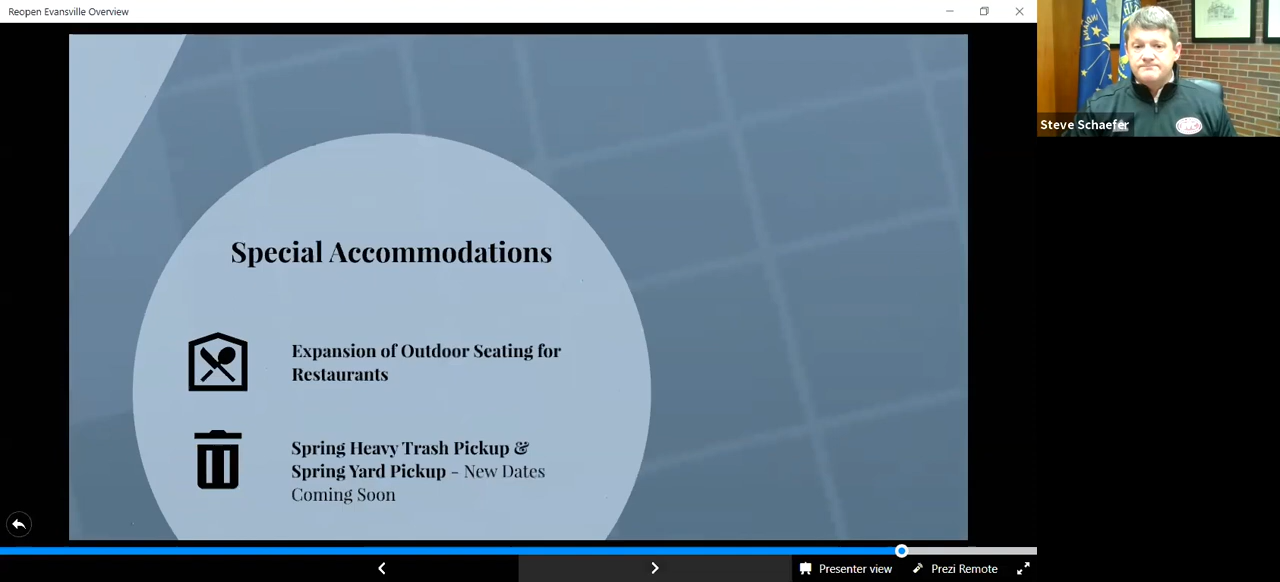 Reopen Evansville Overview
Steve Schaefer
Special Accommodations
Expansion of Outdoor Seating for
Restaurants
Spring Heavy Trash Pickup &
Spring Yard Pickup - New Dates
Coming Soon
Presenter view
Prezi Remote